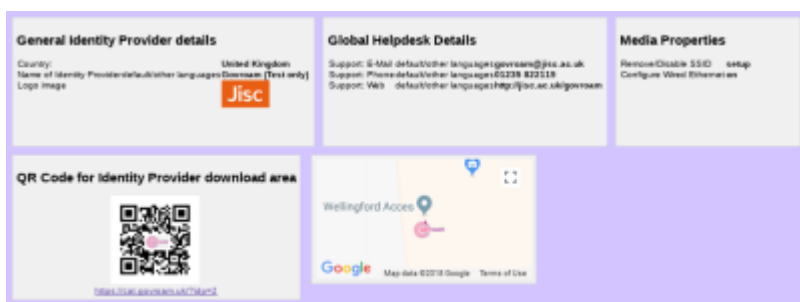 General Identity Provider details
Country: United Kingdom
Name of Identity Provider default/other languages Govroam (Test only)
Logo image
Jisc
Global Helpdesk Details
Support: E-Mail default/other languages govroam@jisc.ac.uk
Support: Phone default/other languages 01235 822115
Support: Web default/other languages http://jisc.ac.uk/govroam
Media Properties
Remove/Disable SSID setup
Configure Wired Ethernet on
QR Code for Identity Provider download area
Wellingford Acces
Google Map data ©2018 Google Terms of Use